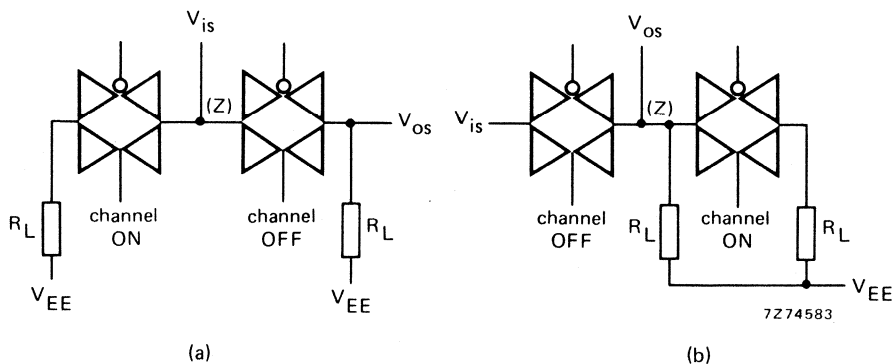 V_is
(Z)
V_os
R_L
channel
ON
channel
OFF
R_L
V_EE
V_EE
(a)
V_os
V_is
(Z)
channel
OFF
R_L
channel
ON
R_L
V_EE
7Z74583
(b)